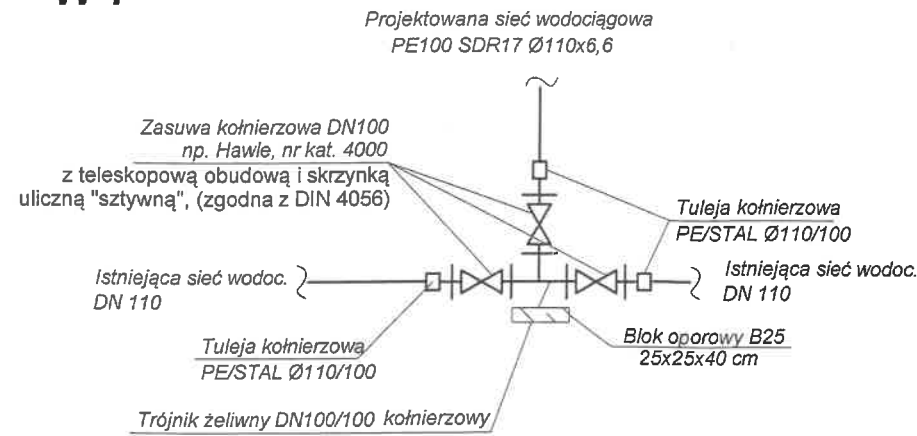 Projektowana sieć wodociągowa
PE100 SDR17 Ø110x6,6
Zasuwa kołnierzowa DN100
np. Hawle, nr kat. 4000
z teleskopową obudową i skrzynką
uliczną "sztywną", (zgodna z DIN 4056)
Tuleja kołnierzowa
PE/STAL Ø110/100
Istniejąca sieć wodoc.
DN 110
Istniejąca sieć wodoc.
DN 110
Tuleja kołnierzową
PE/STAL Ø110/100
Blok oporowy B25
25x25x40 cm
Trójnik żeliwny DN100/100 kołnierzowy